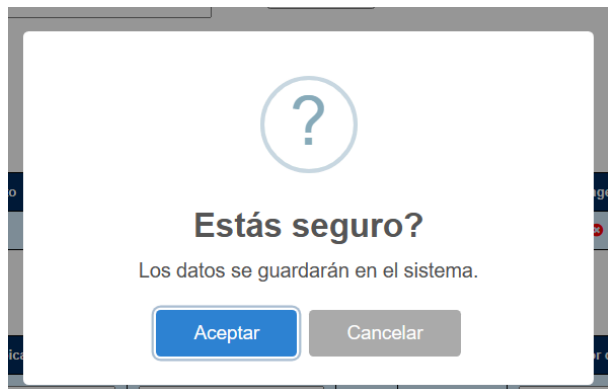 ?
Estás seguro?
Los datos se guardarán en el sistema.
Aceptar
Cancelar